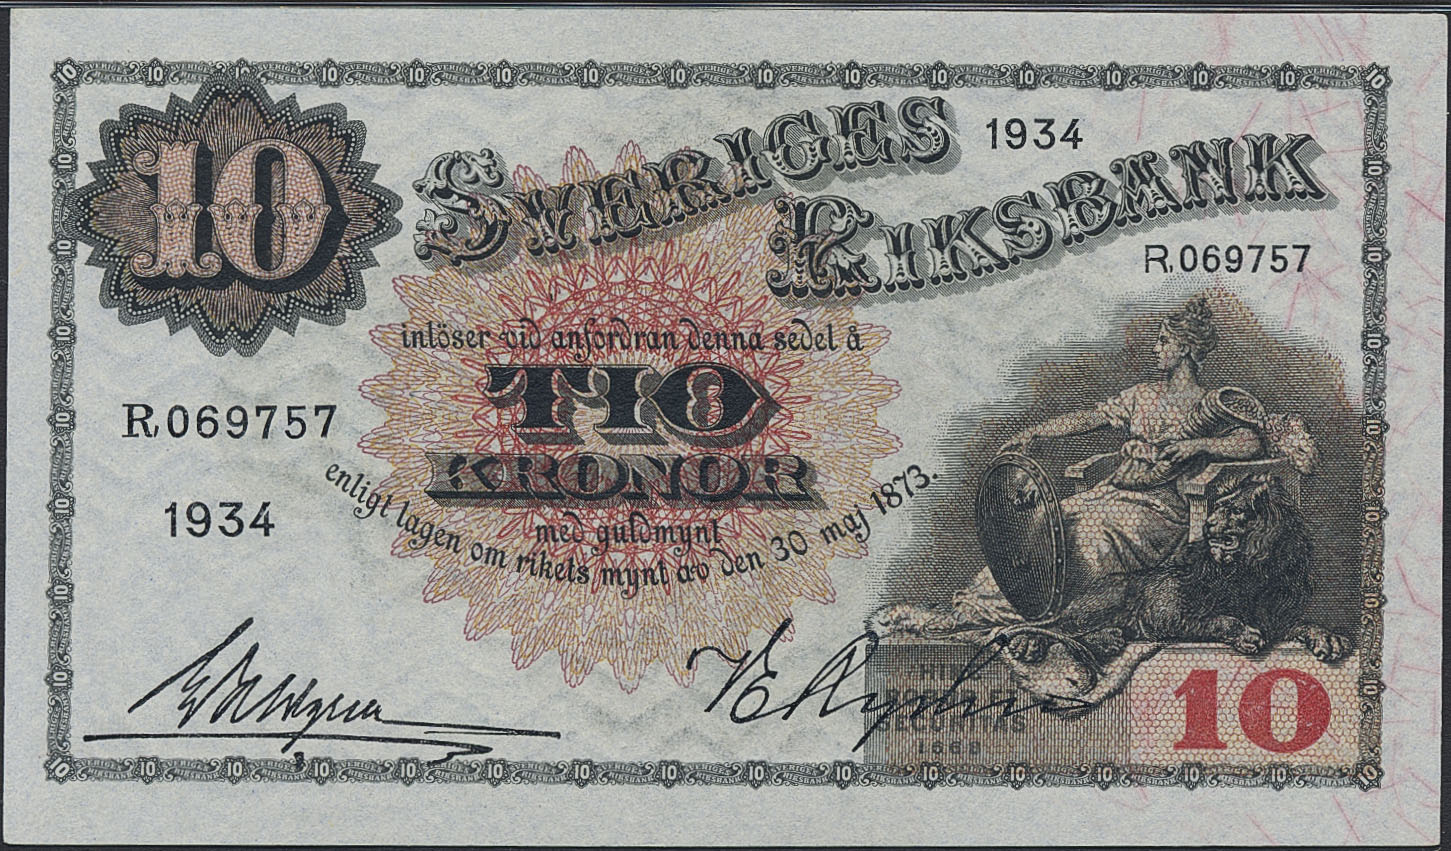 10
SVERIGES 1934
RIKSBANK
R.069757
inlöser vid anfordran denna sedel å
TIO
KRONOR
R.069757
med guldmynt
enligt lagen om rikets mynt av den 30 maj 1873.
1934
1668
10